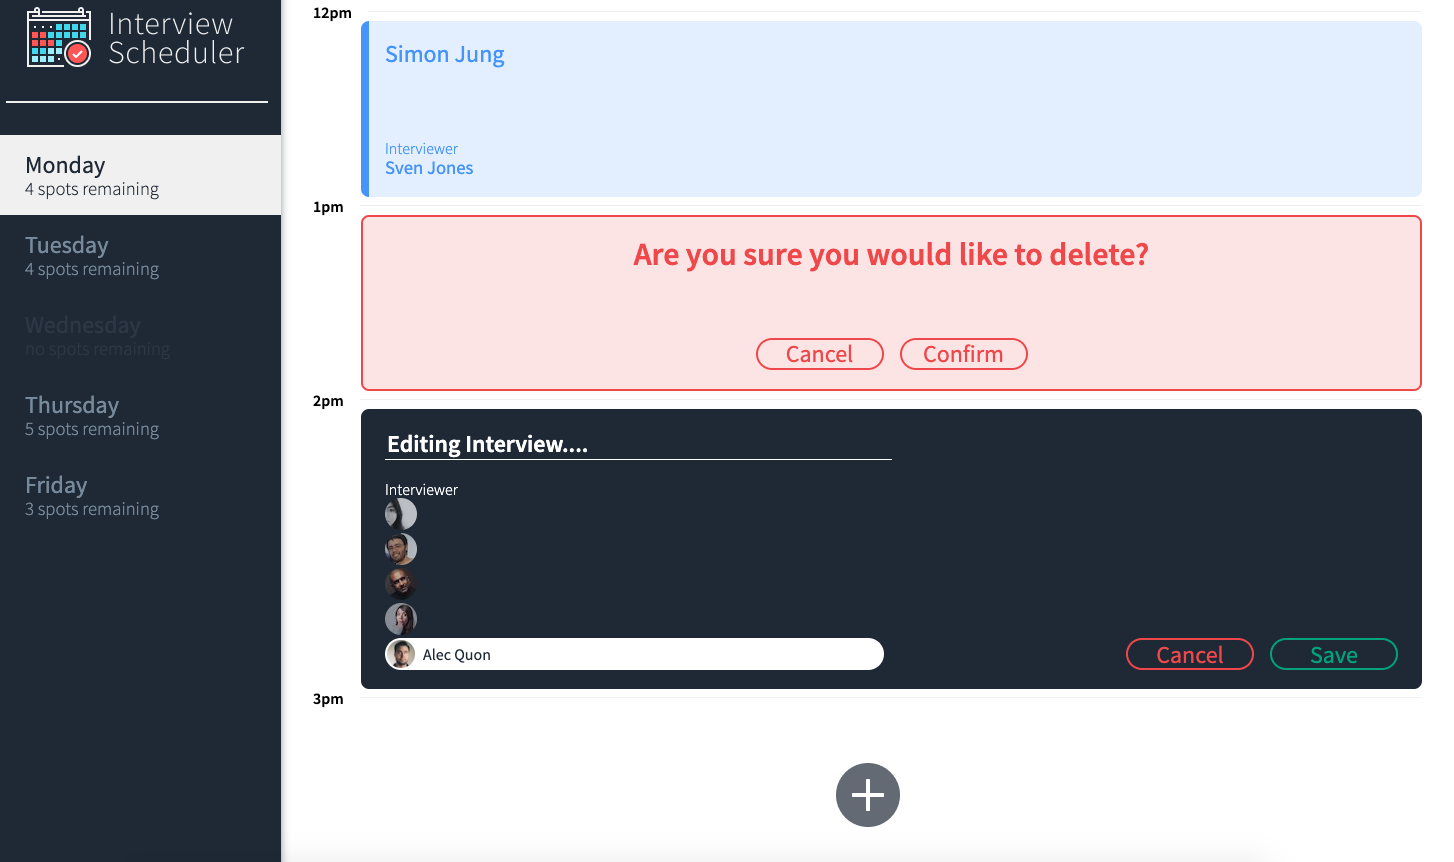 Interview
Scheduler
Monday
4 spots remaining
Tuesday
4 spots remaining
Wednesday
no spots remaining
Thursday
5 spots remaining
Friday
3 spots remaining
12pm
Simon Jung
Interviewer
Sven Jones
1pm
Are you sure you would like to delete?
Cancel Confirm
2pm
Editing Interview....
Interviewer
Alec Quon
Cancel Save
3pm